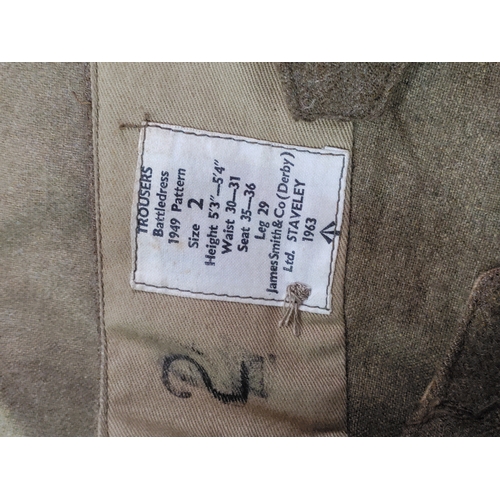 TROUSERS
Battledress
1949 Pattern
Size 2
Height 5'3"—5'4"
Waist 30—31
Seat 35—36
Leg 29
James Smith & Co (Derby)
Ltd. STAVELEY
1963
2